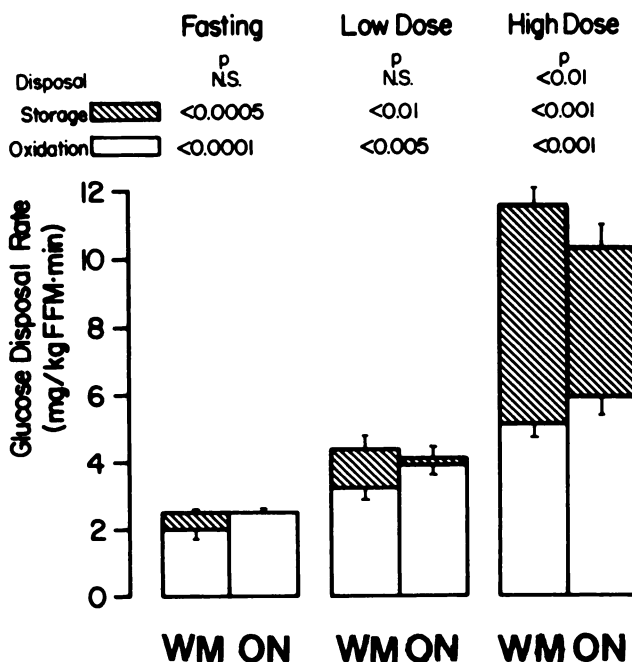 Fasting Low Dose High Dose
p p p
Disposal N.S. N.S. <0.01
Storage <0.0005 <0.01 <0.001
Oxidation <0.0001 <0.005 <0.001
Glucose Disposal Rate
(mg/kg FFM·min)
12
10
8
6
4
2
0
WM ON WM ON WM ON